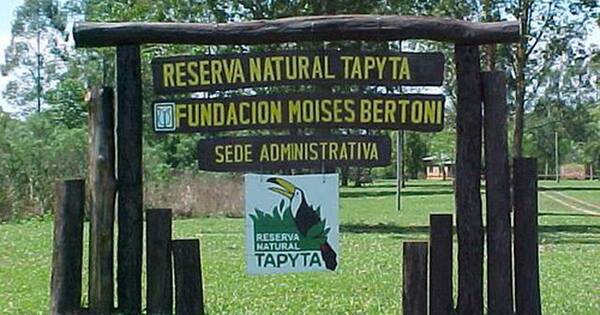 RESERVA NATURAL TAPYTA
FUNDACION MOISES BERTONI
SEDE ADMINISTRATIVA
RESERVA
NATURAL
TAPYTA